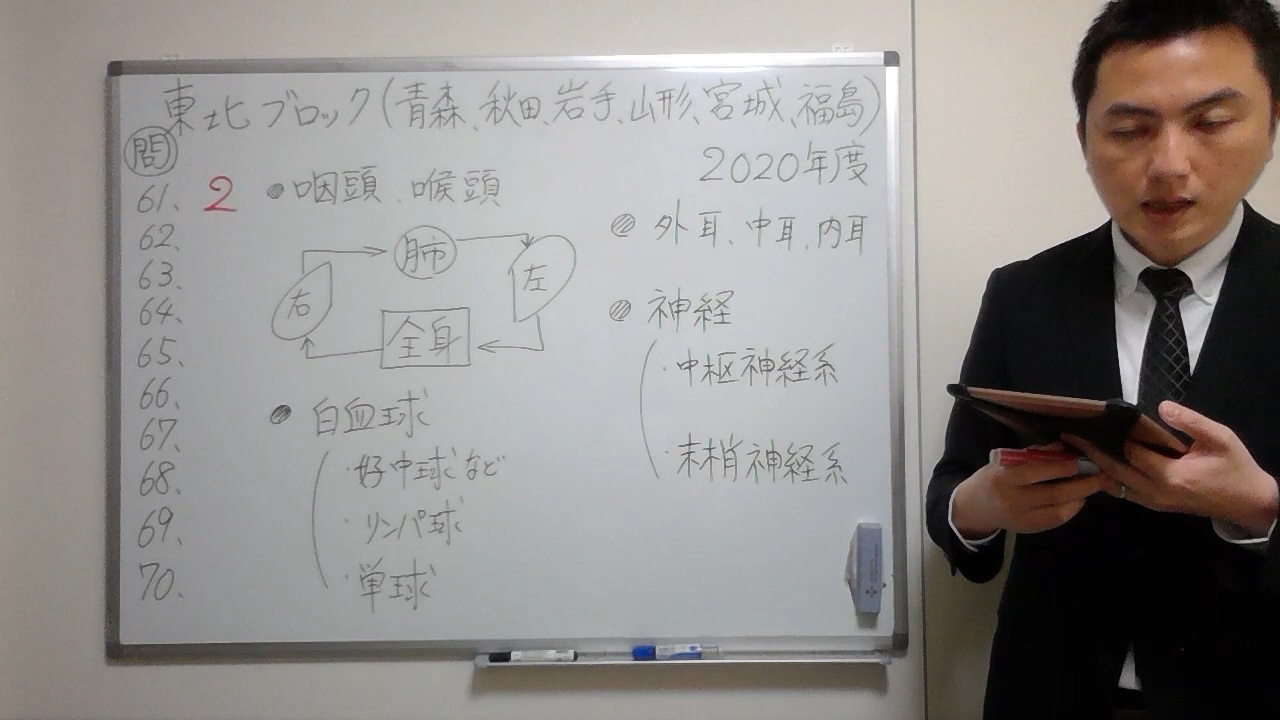 東北ブロック(青森、秋田、岩手、山形、宮城、福島)
2020年度
問
61、 2
62、
63、
64、
65、
66、
67、
68、
69、
70、
●咽頭、喉頭
肺
右
左
全身
●白血球
・好中球など
・リンパ球
・単球
●外耳、中耳、内耳
●神経
・中枢神経系
・末梢神経系